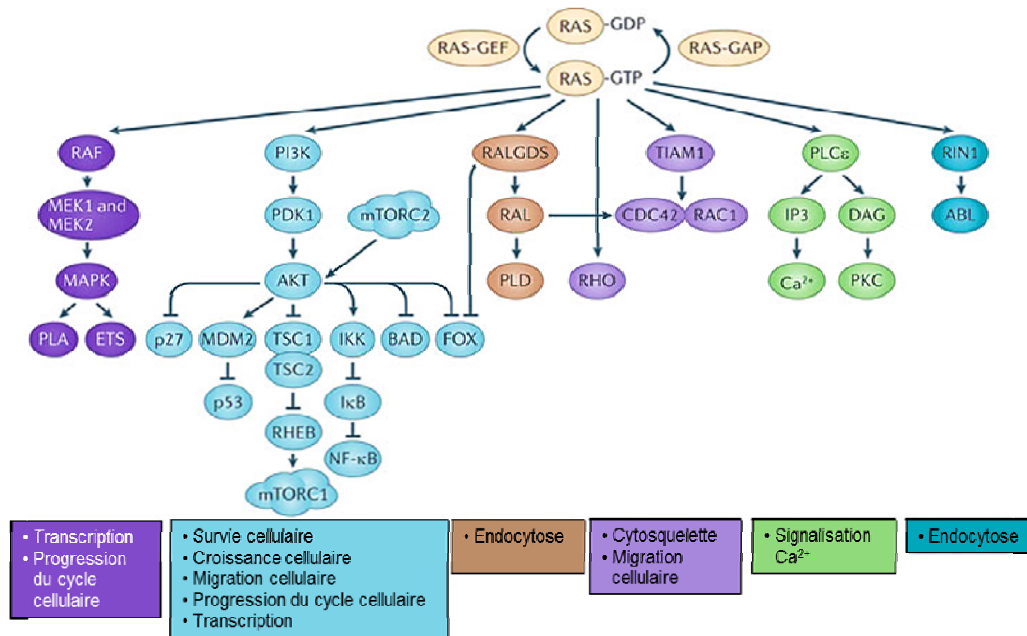 RAS -GDP
RAS-GEF RAS-GAP
RAS -GTP
RAF PI3K RALGDS TIAM1 PLCε RIN1
MEK1 and
MEK2
PDK1 mTORC2 RAL CDC42 RAC1 IP3 DAG ABL
MAPK AKT PLD RHO Ca²⁺ PKC
PLA ETS p27 MDM2 TSC1 IKK BAD FOX
TSC2
p53 IκB
RHEB
NF-κB
mTORC1
• Transcription
• Progression
du cycle
cellulaire
• Survie cellulaire
• Croissance cellulaire
• Migration cellulaire
• Progression du cycle cellulaire
• Transcription
• Endocytose
• Cytosquelette
• Migration
cellulaire
• Signalisation
Ca²⁺
• Endocytose